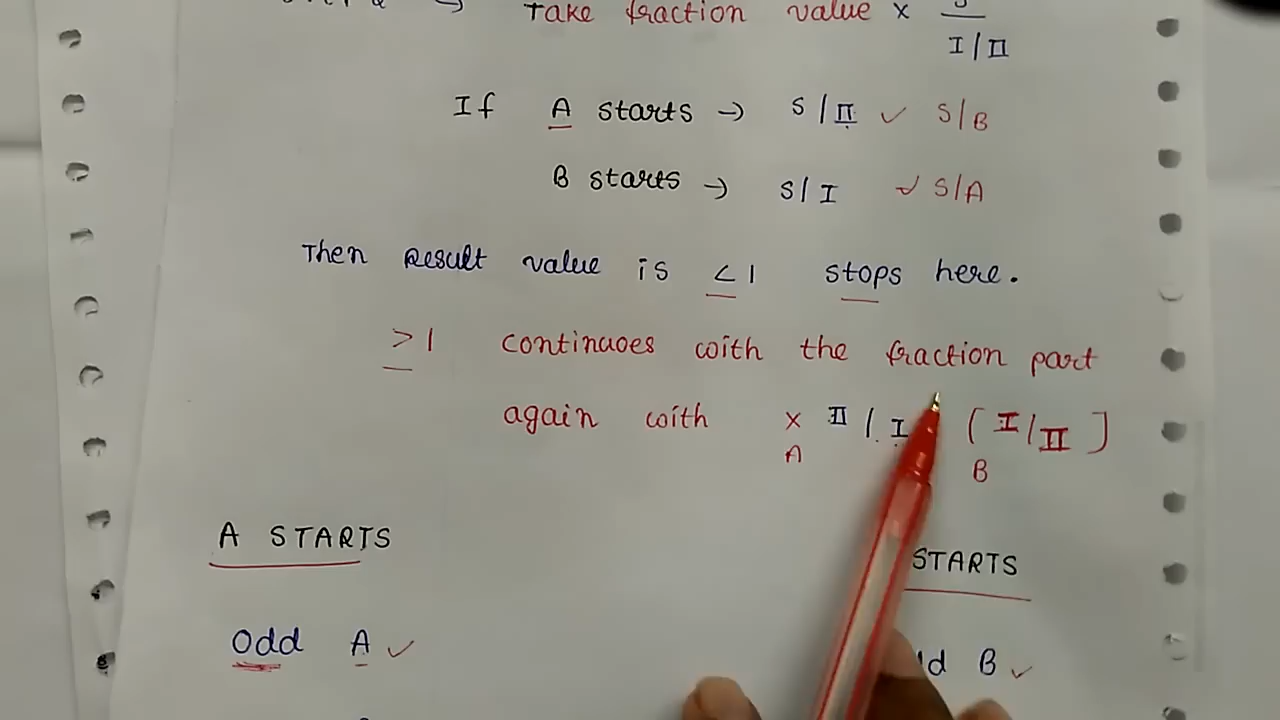 Take fraction value ×
I/II
If A starts → S/II ✓ S/B
B starts → S/I ✓ S/A
Then Result value is <1 stops here.
>1 continuoes with the fraction part
again with × II / I [ I/II ]
A B
A STARTS STARTS
Odd A ✓ B ✓